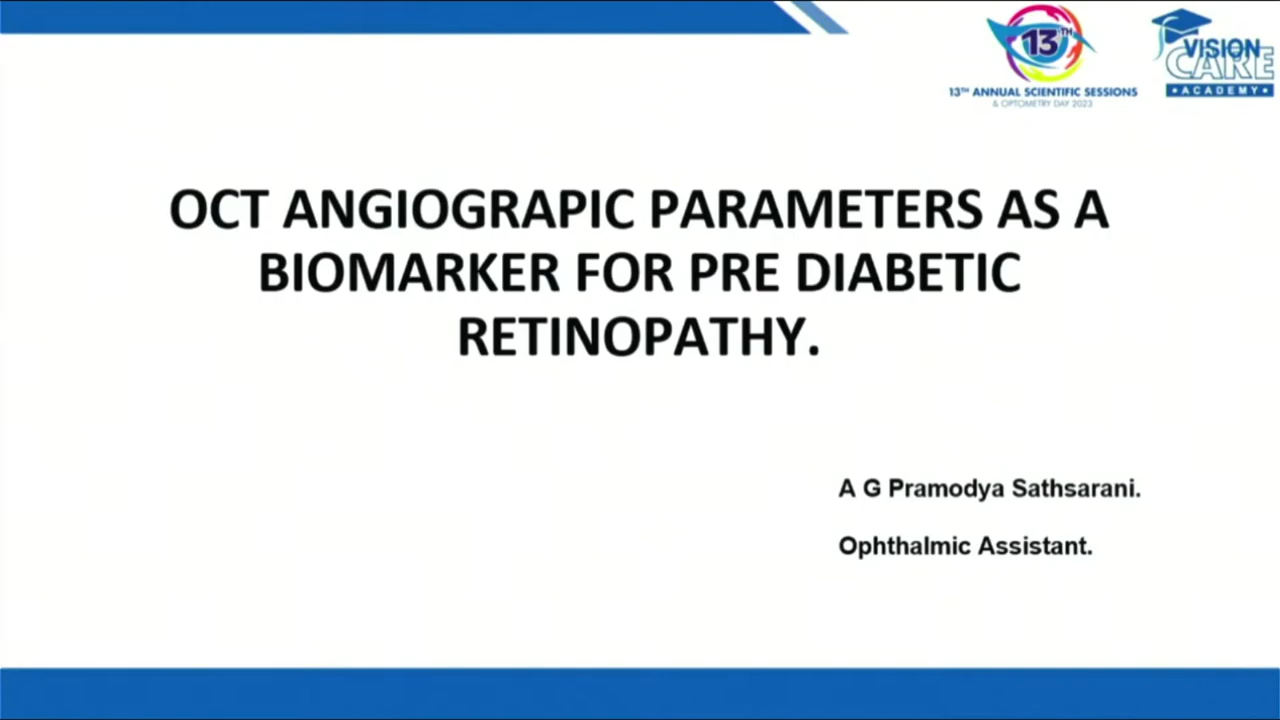 13TH
13TH ANNUAL SCIENTIFIC SESSIONS
& OPTOMETRY DAY 2023
VISION
CARE
•ACADEMY•
OCT ANGIOGRAPIC PARAMETERS AS A
BIOMARKER FOR PRE DIABETIC
RETINOPATHY.
A G Pramodya Sathsarani.
Ophthalmic Assistant.